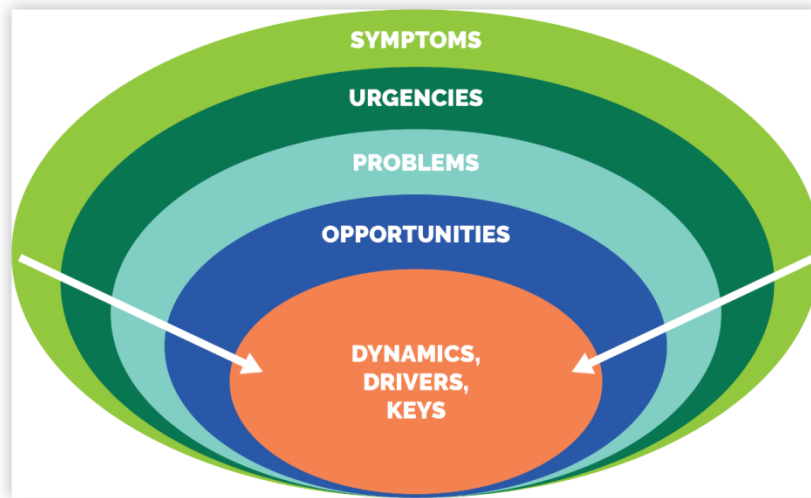 SYMPTOMS
URGENCIES
PROBLEMS
OPPORTUNITIES
DYNAMICS,
DRIVERS,
KEYS